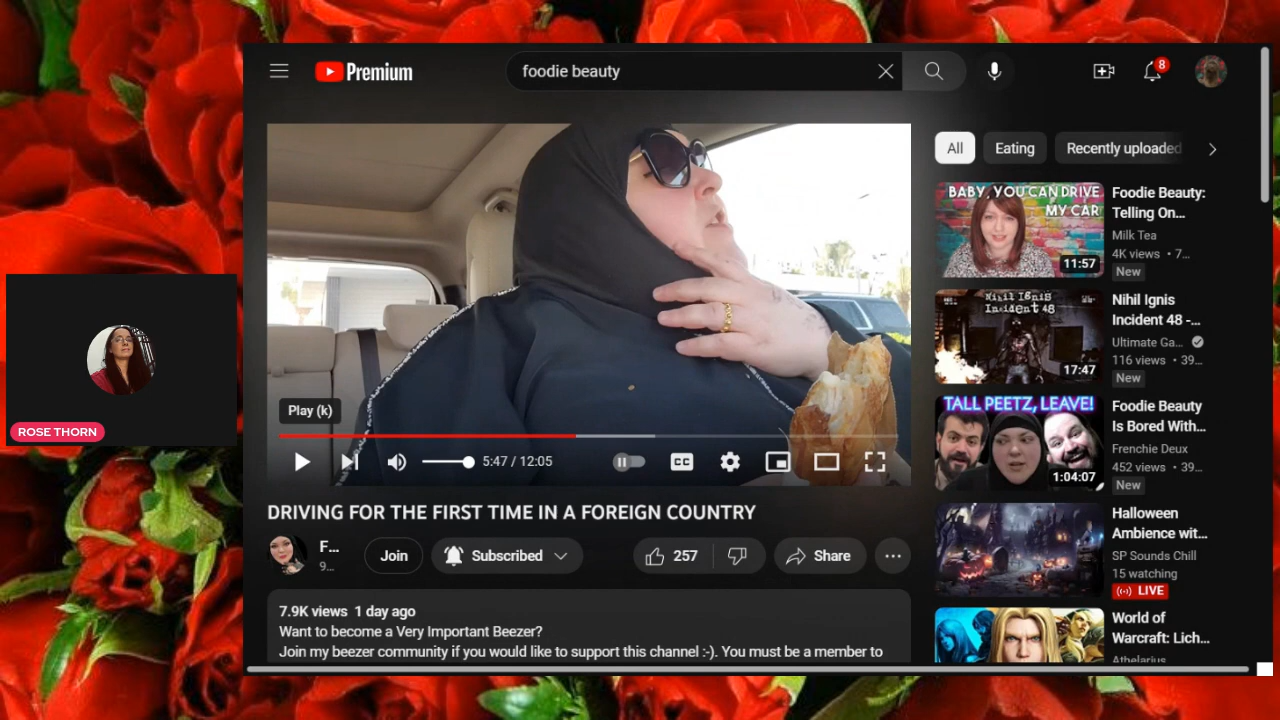 Premium
foodie beauty
8
ROSE THORN
Play (k)
5:47 / 12:05
CC
DRIVING FOR THE FIRST TIME IN A FOREIGN COUNTRY
F...
9...
Join
Subscribed
257
Share
7.9K views 1 day ago
Want to become a Very Important Beezer?
Join my beezer community if you would like to support this channel :-). You must be a member to
All
Eating
Recently uploaded
BABY, YOU CAN DRIVE
MY CAR
11:57
Foodie Beauty:
Telling On...
Milk Tea
4K views • 7...
New
Nihil Ignis
Incident 48
17:47
Nihil Ignis
Incident 48 -...
Ultimate Ga...
116 views • 39...
New
TALL PEETZ, LEAVE!
1:04:07
Foodie Beauty
Is Bored With...
Frenchie Deux
452 views • 39...
New
Halloween
Ambience wit...
SP Sounds Chill
15 watching
LIVE
World of
Warcraft: Lich...
Athelarius